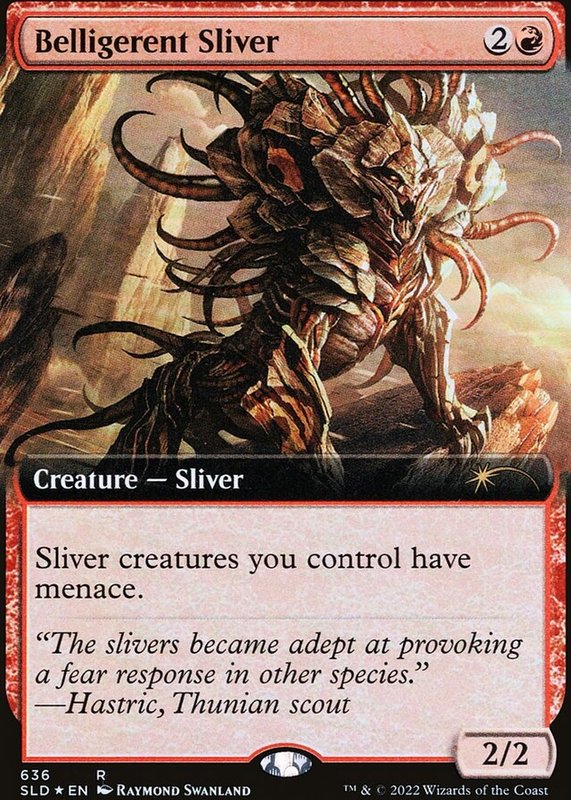 Belligerent Sliver 2
Creature — Sliver
Sliver creatures you control have
menace.
“The slivers became adept at provoking
a fear response in other species.”
—Hastric, Thunian scout
2/2
636 R
SLD ★ EN Raymond Swanland
™ & © 2022 Wizards of the Coast